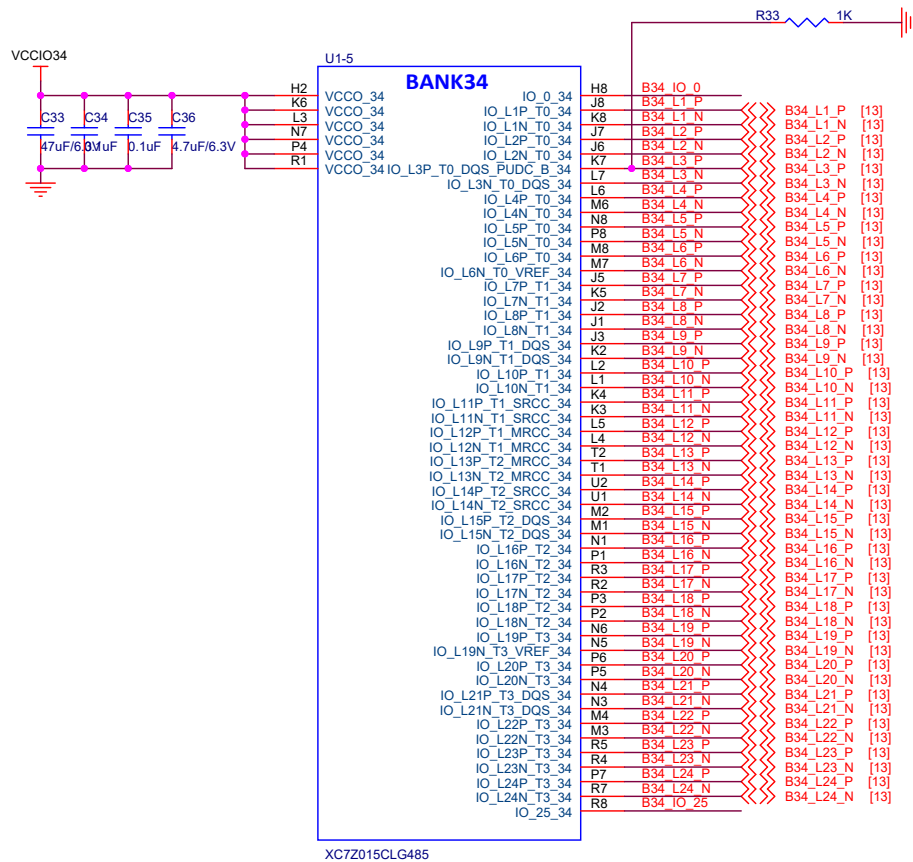 R33 1K
VCCIO34
U1-5
BANK34
C33 C34 C35 C36
47uF/6.3V 0.1uF 0.1uF 4.7uF/6.3V
H2 VCCO_34
K6 VCCO_34
L3 VCCO_34
N7 VCCO_34
P4 VCCO_34
R1 VCCO_34
IO_0_34 H8 B34_IO_0
IO_L1P_T0_34 J8 B34_L1_P B34_L1_P [13]
IO_L1N_T0_34 K8 B34_L1_N B34_L1_N [13]
IO_L2P_T0_34 J7 B34_L2_P B34_L2_P [13]
IO_L2N_T0_34 J6 B34_L2_N B34_L2_N [13]
IO_L3P_T0_DQS_PUDC_B_34 K7 B34_L3_P B34_L3_P [13]
IO_L3N_T0_DQS_34 L7 B34_L3_N B34_L3_N [13]
IO_L4P_T0_34 L6 B34_L4_P B34_L4_P [13]
IO_L4N_T0_34 M6 B34_L4_N B34_L4_N [13]
IO_L5P_T0_34 N8 B34_L5_P B34_L5_P [13]
IO_L5N_T0_34 P8 B34_L5_N B34_L5_N [13]
IO_L6P_T0_34 M8 B34_L6_P B34_L6_P [13]
IO_L6N_T0_VREF_34 M7 B34_L6_N B34_L6_N [13]
IO_L7P_T1_34 J5 B34_L7_P B34_L7_P [13]
IO_L7N_T1_34 K5 B34_L7_N B34_L7_N [13]
IO_L8P_T1_34 J2 B34_L8_P B34_L8_P [13]
IO_L8N_T1_34 J1 B34_L8_N B34_L8_N [13]
IO_L9P_T1_DQS_34 J3 B34_L9_P B34_L9_P [13]
IO_L9N_T1_DQS_34 K2 B34_L9_N B34_L9_N [13]
IO_L10P_T1_34 L2 B34_L10_P B34_L10_P [13]
IO_L10N_T1_34 L1 B34_L10_N B34_L10_N [13]
IO_L11P_T1_SRCC_34 K4 B34_L11_P B34_L11_P [13]
IO_L11N_T1_SRCC_34 K3 B34_L11_N B34_L11_N [13]
IO_L12P_T1_MRCC_34 L5 B34_L12_P B34_L12_P [13]
IO_L12N_T1_MRCC_34 L4 B34_L12_N B34_L12_N [13]
IO_L13P_T2_MRCC_34 T2 B34_L13_P B34_L13_P [13]
IO_L13N_T2_MRCC_34 T1 B34_L13_N B34_L13_N [13]
IO_L14P_T2_SRCC_34 U2 B34_L14_P B34_L14_P [13]
IO_L14N_T2_SRCC_34 U1 B34_L14_N B34_L14_N [13]
IO_L15P_T2_DQS_34 M2 B34_L15_P B34_L15_P [13]
IO_L15N_T2_DQS_34 M1 B34_L15_N B34_L15_N [13]
IO_L16P_T2_34 N1 B34_L16_P B34_L16_P [13]
IO_L16N_T2_34 P1 B34_L16_N B34_L16_N [13]
IO_L17P_T2_34 R3 B34_L17_P B34_L17_P [13]
IO_L17N_T2_34 R2 B34_L17_N B34_L17_N [13]
IO_L18P_T2_34 P3 B34_L18_P B34_L18_P [13]
IO_L18N_T2_34 P2 B34_L18_N B34_L18_N [13]
IO_L19P_T3_34 N6 B34_L19_P B34_L19_P [13]
IO_L19N_T3_VREF_34 N5 B34_L19_N B34_L19_N [13]
IO_L20P_T3_34 P6 B34_L20_P B34_L20_P [13]
IO_L20N_T3_34 P5 B34_L20_N B34_L20_N [13]
IO_L21P_T3_DQS_34 N4 B34_L21_P B34_L21_P [13]
IO_L21N_T3_DQS_34 N3 B34_L21_N B34_L21_N [13]
IO_L22P_T3_34 M4 B34_L22_P B34_L22_P [13]
IO_L22N_T3_34 M3 B34_L22_N B34_L22_N [13]
IO_L23P_T3_34 R5 B34_L23_P B34_L23_P [13]
IO_L23N_T3_34 R4 B34_L23_N B34_L23_N [13]
IO_L24P_T3_34 P7 B34_L24_P B34_L24_P [13]
IO_L24N_T3_34 R7 B34_L24_N B34_L24_N [13]
IO_25_34 R8 B34_IO_25
XC7Z015CLG485